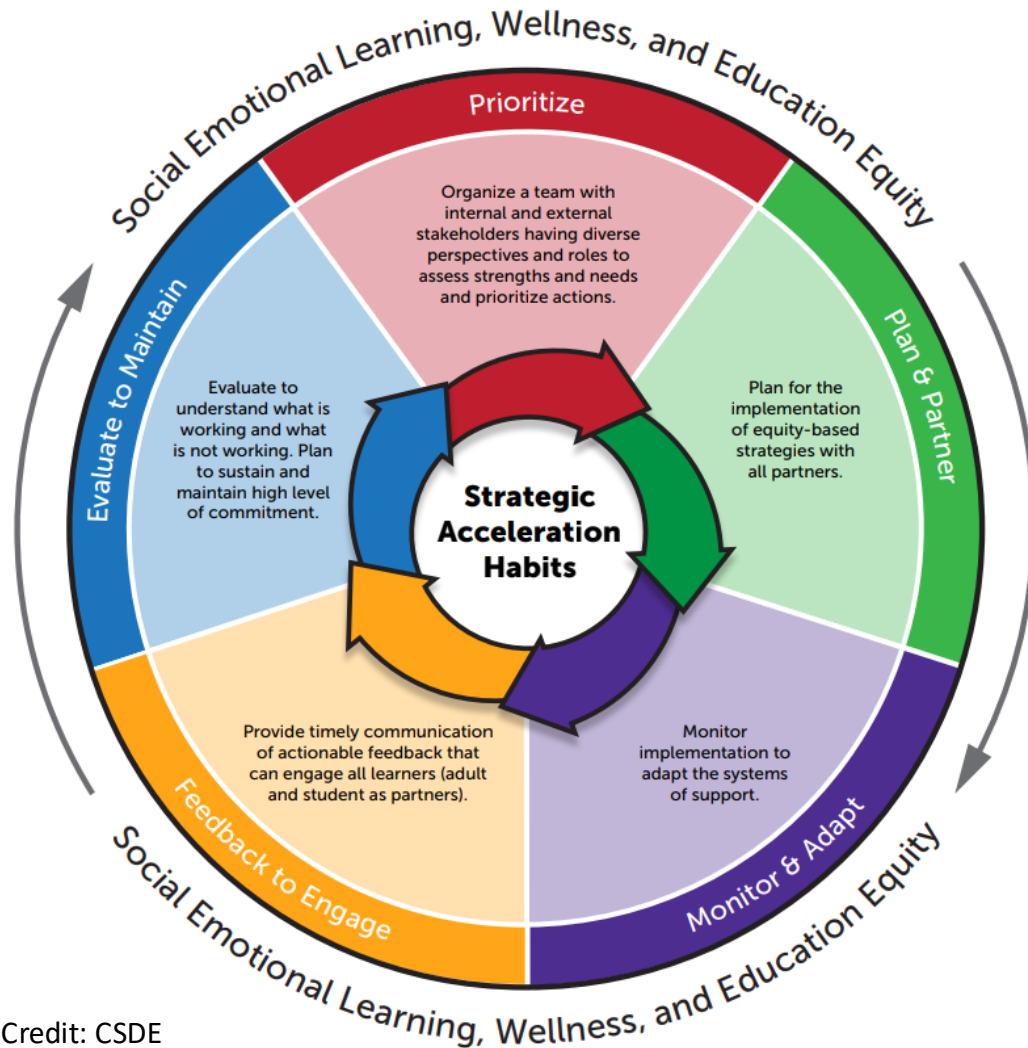 Social Emotional Learning, Wellness, and Education Equity
Prioritize
Organize a team with
internal and external
stakeholders having diverse
perspectives and roles to
assess strengths and needs
and prioritize actions.
Plan & Partner
Plan for the
implementation
of equity-based
strategies with
all partners.
Monitor & Adapt
Monitor
implementation to
adapt the systems
of support.
Feedback to Engage
Provide timely communication
of actionable feedback that
can engage all learners (adult
and student as partners).
Evaluate to Maintain
Evaluate to
understand what is
working and what
is not working. Plan
to sustain and
maintain high level
of commitment.
Strategic
Acceleration
Habits
Social Emotional Learning, Wellness, and Education Equity
Credit: CSDE